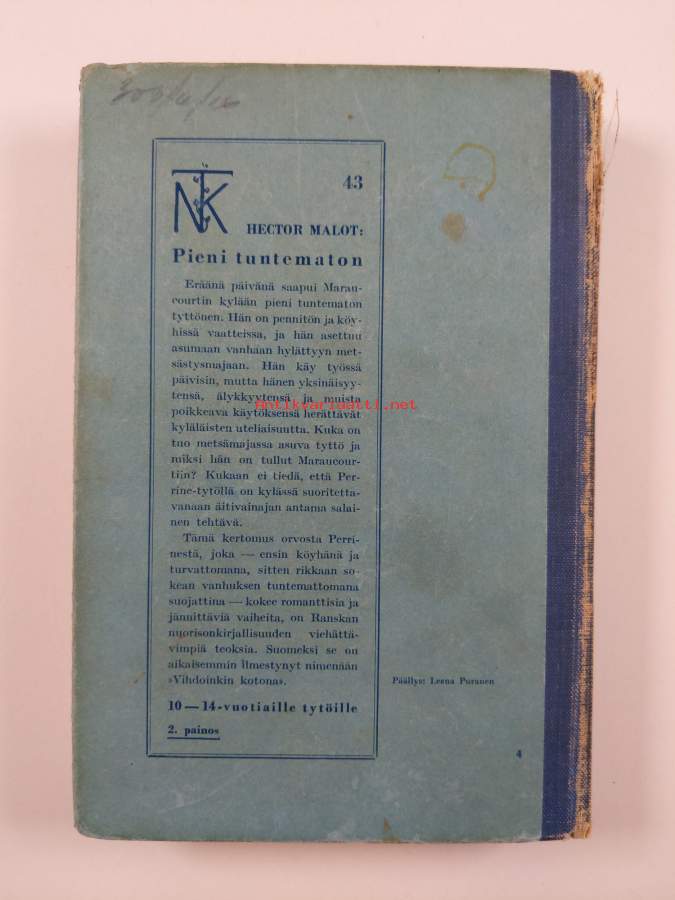 NTK
43
HECTOR MALOT:
Pieni tuntematon
Eräänä päivänä saapui Marau-
courtin kylään pieni tuntematon
tyttönen. Hän on pennitön ja köy-
hissä vaatteissa, ja hän asettuu
asumaan vanhaan hylättyyn met-
sästysmajaan. Hän käy työssä
päivisin, mutta hänen yksinäisyy-
tensä, älykkyytensä ja muista
poikkeava käytöksensä herättävät
Antikvariaatti.net
kyläläisten uteliaisuutta. Kuka on
tuo metsämajassa asuva tyttö ja
miksi hän on tullut Maraucour-
tiin? Kukaan ei tiedä, että Per-
rine-tytöllä on kylässä suoritetta-
vanaan äitivainajan antama salai-
nen tehtävä.
Tämä kertomus orvosta Perri-
nestä, joka — ensin köyhänä ja
turvattomana, sitten rikkaan so-
kean vanhuksen tuntemattomana
suojattina — kokee romanttisia ja
jännittäviä vaiheita, on Ranskan
nuorisonkirjallisuuden viehättä-
vimpiä teoksia. Suomeksi se on
aikaisemmin ilmestynyt nimenään
»Vihdoinkin kotona».
10—14-vuotiaille tytöille
2. painos
Päällys: Leena Puranen
4